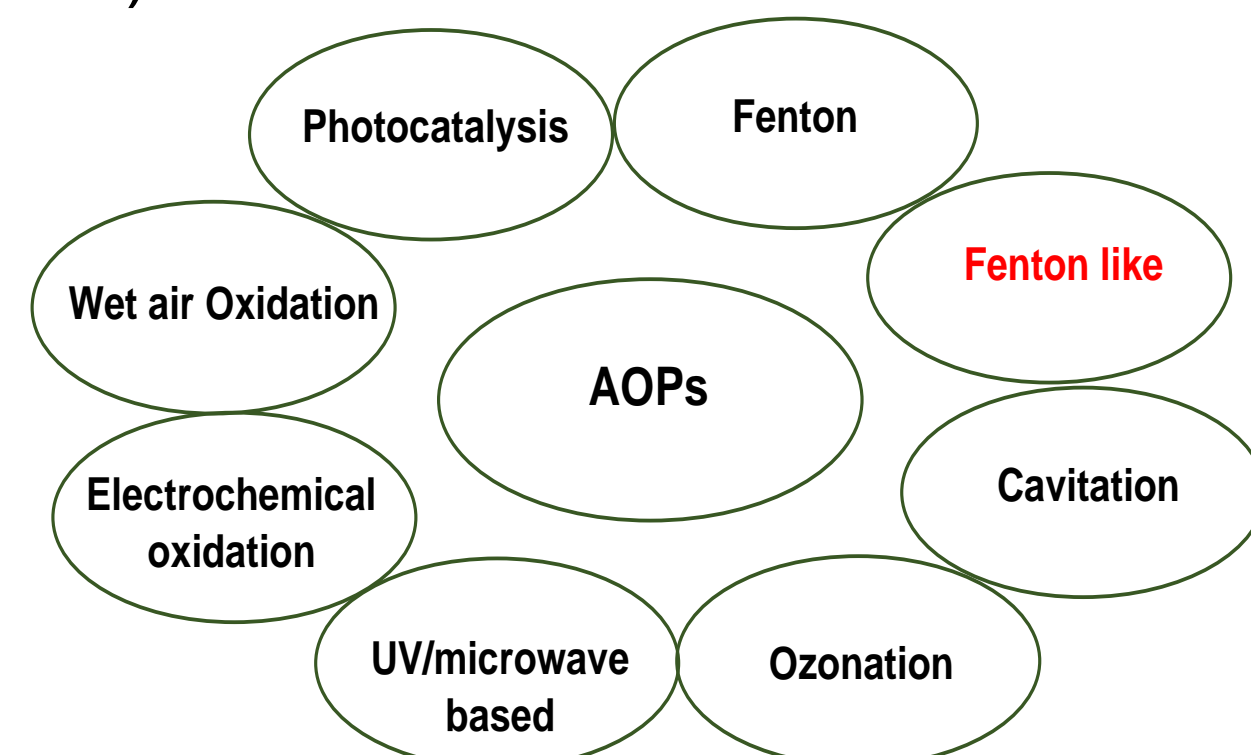 )
Photocatalysis
Fenton
Fenton like
Wet air Oxidation
AOPs
Cavitation
Electrochemical
oxidation
UV/microwave
based
Ozonation